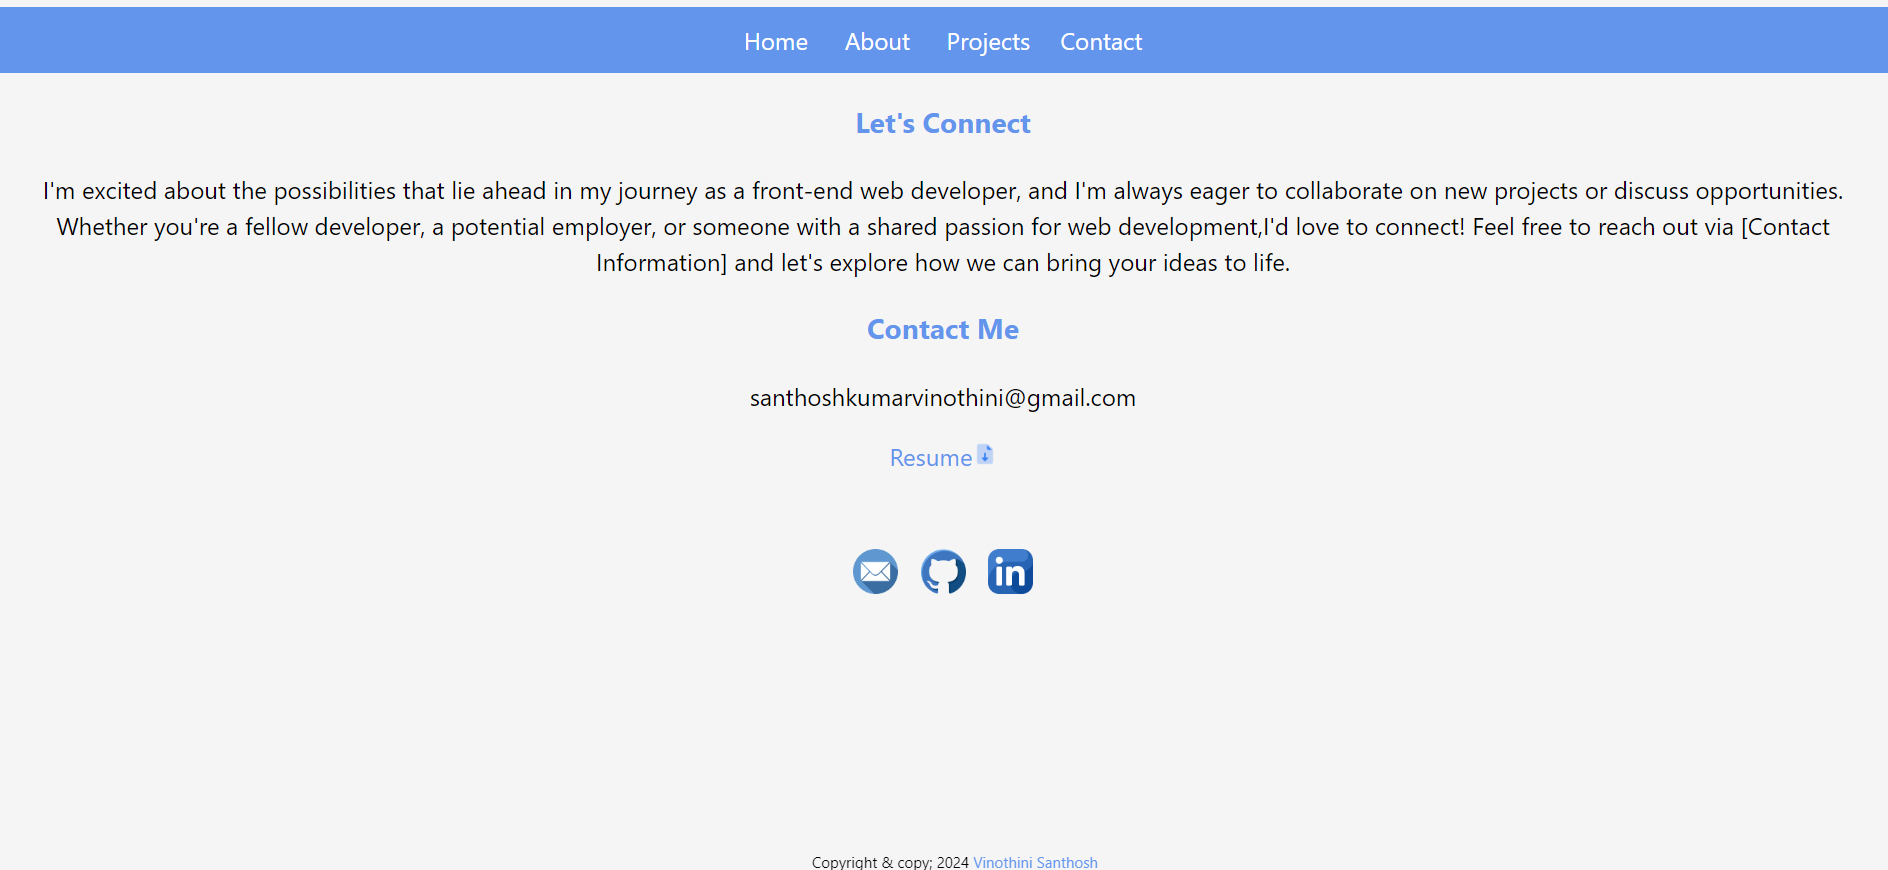 Home About Projects Contact
Let's Connect
I'm excited about the possibilities that lie ahead in my journey as a front-end web developer, and I'm always eager to collaborate on new projects or discuss opportunities.
Whether you're a fellow developer, a potential employer, or someone with a shared passion for web development,I'd love to connect! Feel free to reach out via [Contact
Information] and let's explore how we can bring your ideas to life.
Contact Me
santhoshkumarvinothini@gmail.com
Resume
in
Copyright & copy; 2024 Vinothini Santhosh